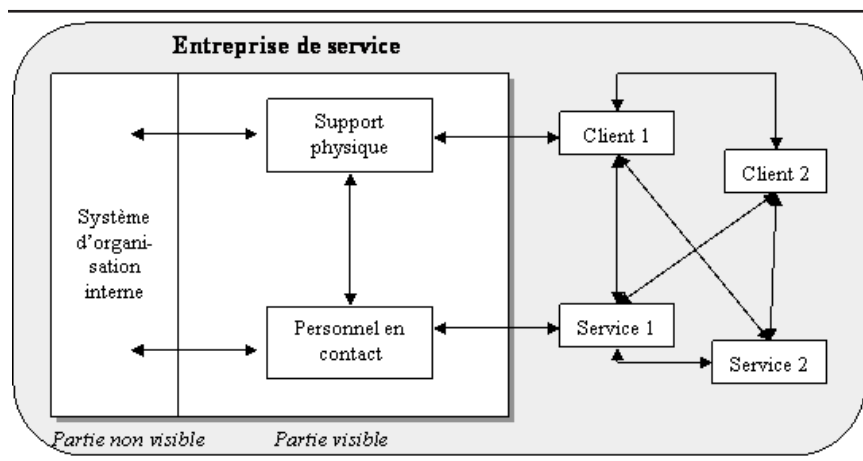 Entreprise de service
Support
physique
Client 1
Client 2
Système
d'organi-
sation
interne
Personnel en
contact
Service 1
Service 2
Partie non visible
Partie visible